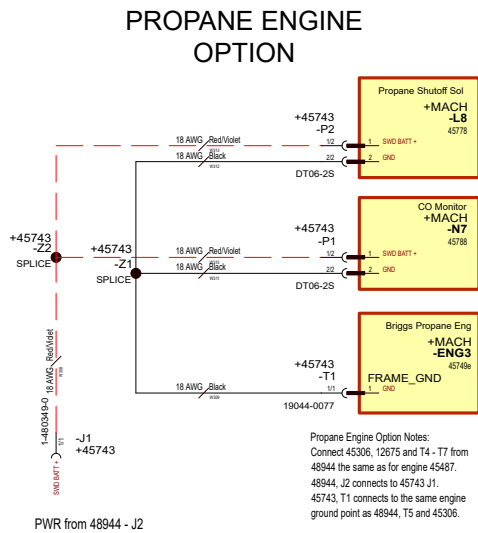 PROPANE ENGINE
OPTION
Propane Shutoff Sol
+MACH
-L8
45778
+45743
-P2
18 AWG Red/Violet
1/2
1
SWD BATT +
18 AWG Black
W312
2/2
2
GND
DT06-2S
CO Monitor
+MACH
-N7
45788
+45743
-P1
+45743
-Z2
SPLICE
+45743
-Z1
SPLICE
18 AWG Red/Violet
1/2
1
SWD BATT +
18 AWG Black
W311
2/2
2
GND
DT06-2S
Briggs Propane Eng
+MACH
-ENG3
45749e
+45743
-T1
FRAME_GND
18 AWG Black
W309
1/1
1
GND
19044-0077
18 AWG Red/Violet
W308
1-480349-0
1/1
-J1
+45743
SWD BATT +
Propane Engine Option Notes:
Connect 45306, 12675 and T4 - T7 from
48944 the same as for engine 45487.
48944, J2 connects to 45743 J1.
45743, T1 connects to the same engine
ground point as 48944, T5 and 45306.
PWR from 48944 - J2